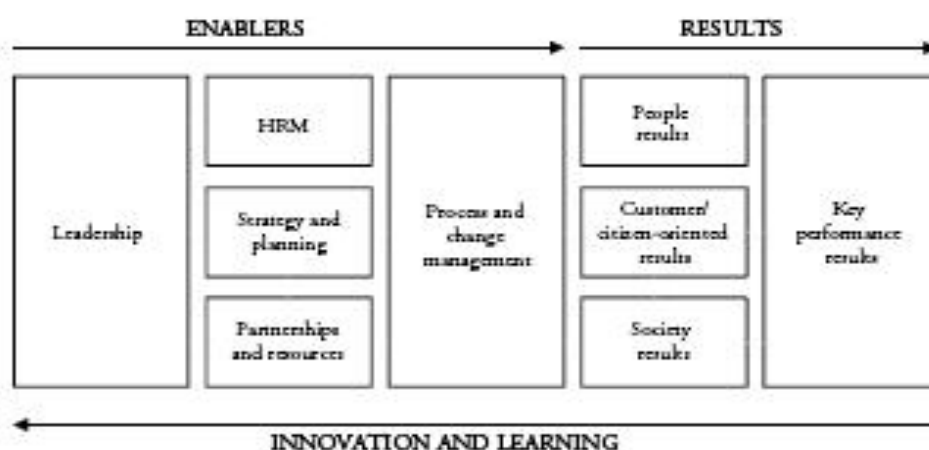 ENABLERS
RESULTS
Leadership
HRM
Strategy and
planning
Partnerships
and resources
Process and
change
management
People
results
Customer/
citizen-oriented
results
Society
results
Key
performance
results
INNOVATION AND LEARNING